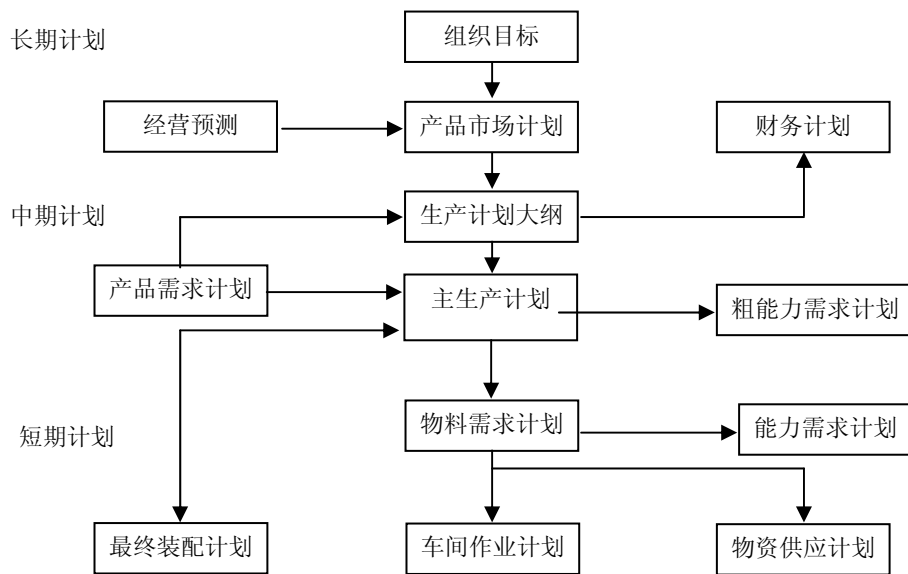 长期计划
组织目标
经营预测
产品市场计划
财务计划
中期计划
生产计划大纲
产品需求计划
主生产计划
粗能力需求计划
短期计划
物料需求计划
能力需求计划
最终装配计划
车间作业计划
物资供应计划